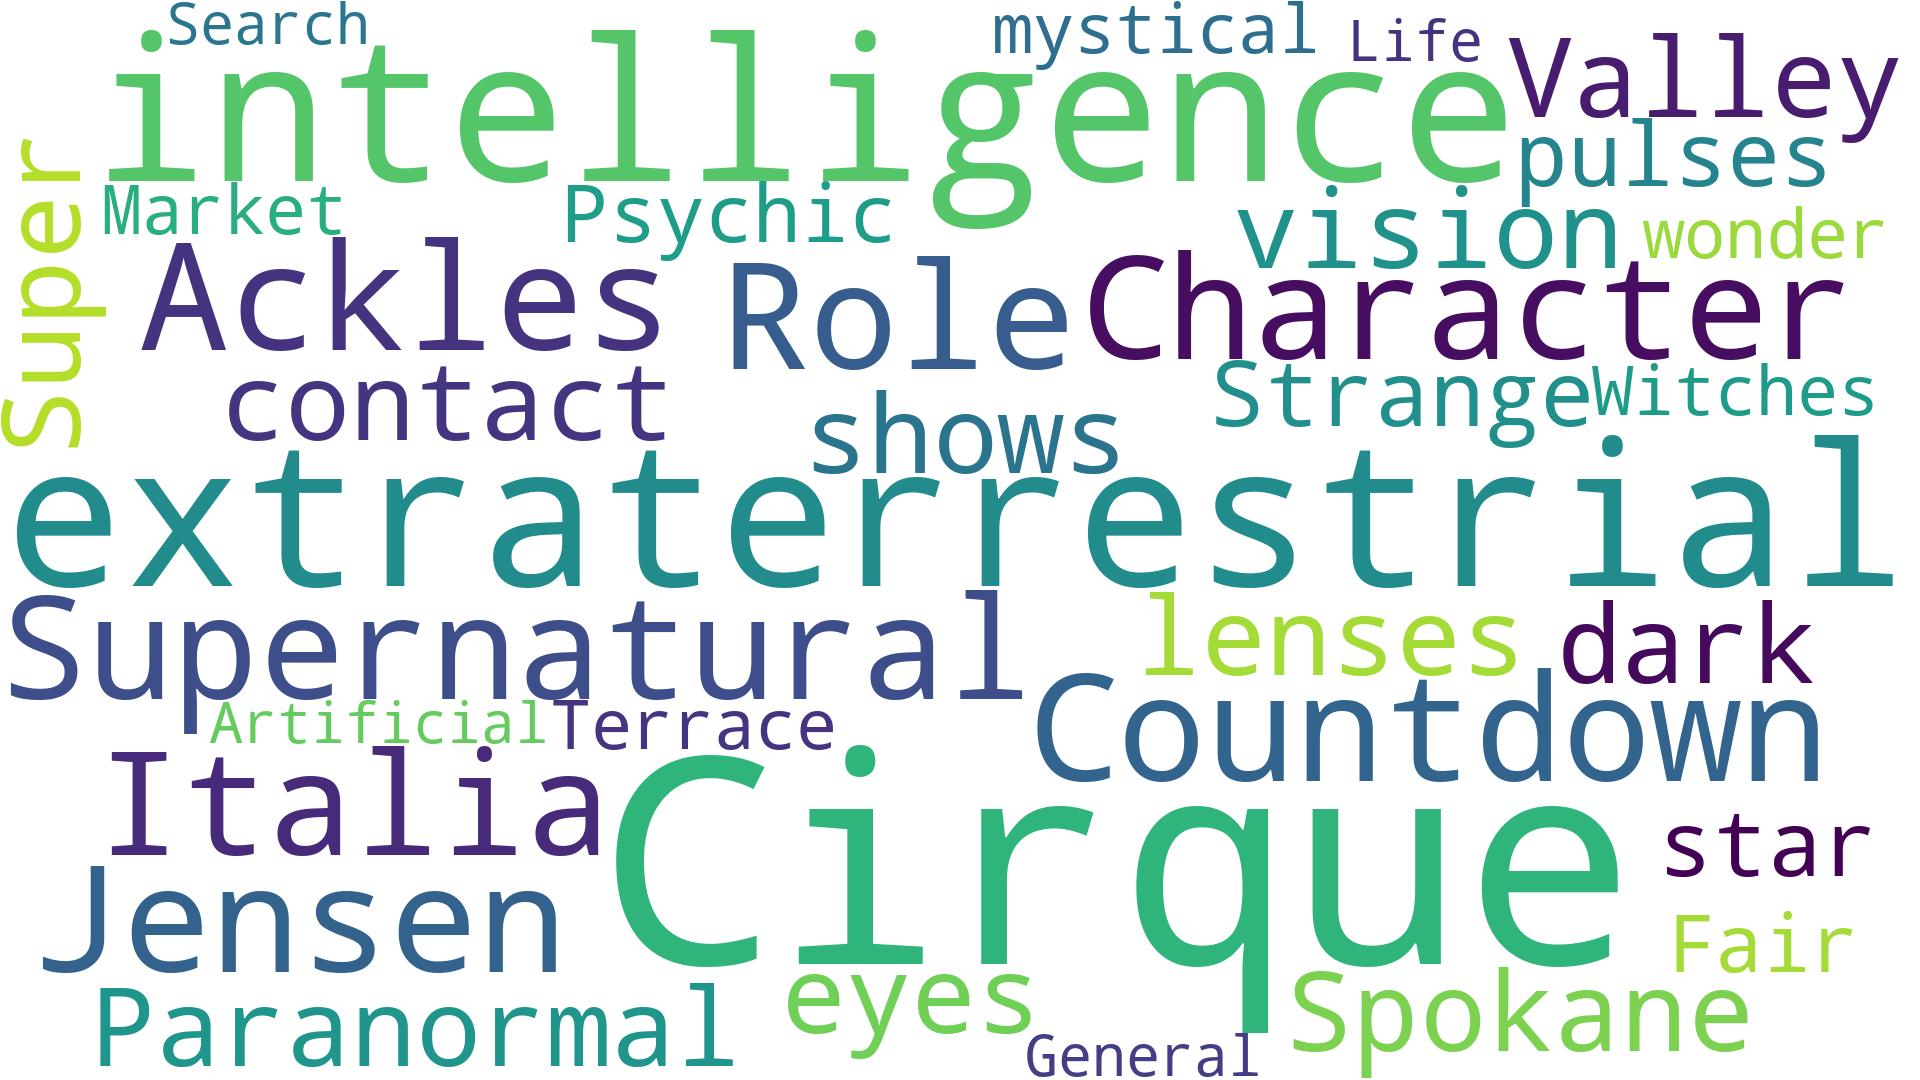 Search
mystical
Life
intelligence
Valley
pulses
Super
Market
Psychic
vision
wonder
Ackles
Role
Character
contact
shows
Strange
Witches
extraterrestrial
Supernatural
lenses
dark
Artificial
Terrace
Countdown
Italia
Cirque
star
Jensen
Fair
eyes
Paranormal
Spokane
General